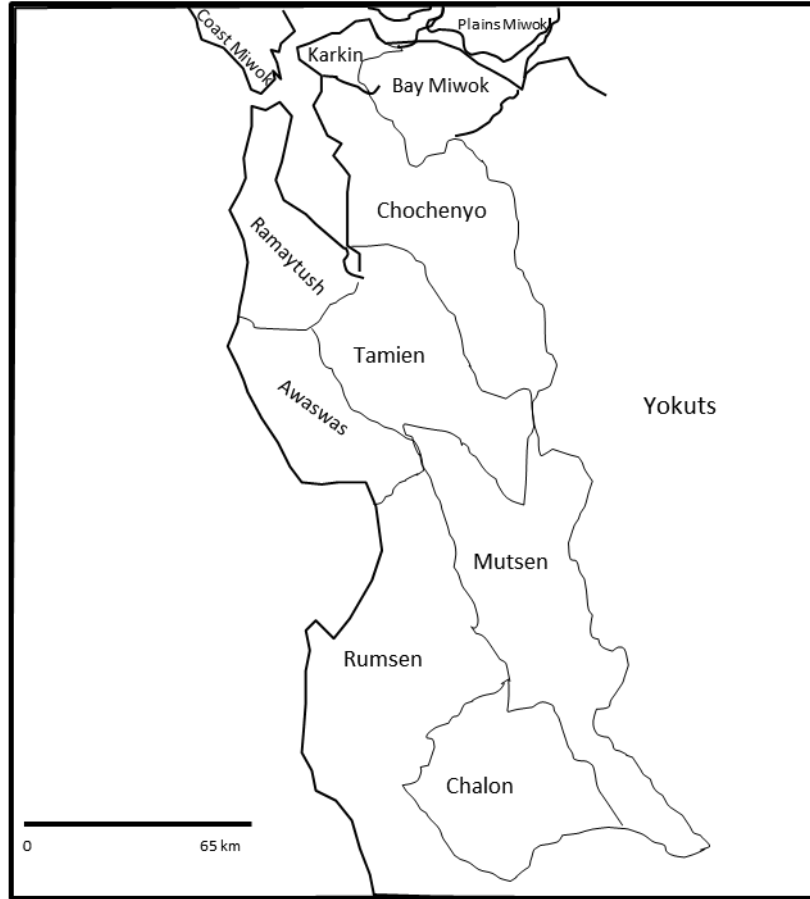 Plains Miwok
Coast Miwok
Karkin
Bay Miwok
Chochenyo
Ramaytush
Tamien
Awaswas
Yokuts
Mutsen
Rumsen
Chalon
0 65 km